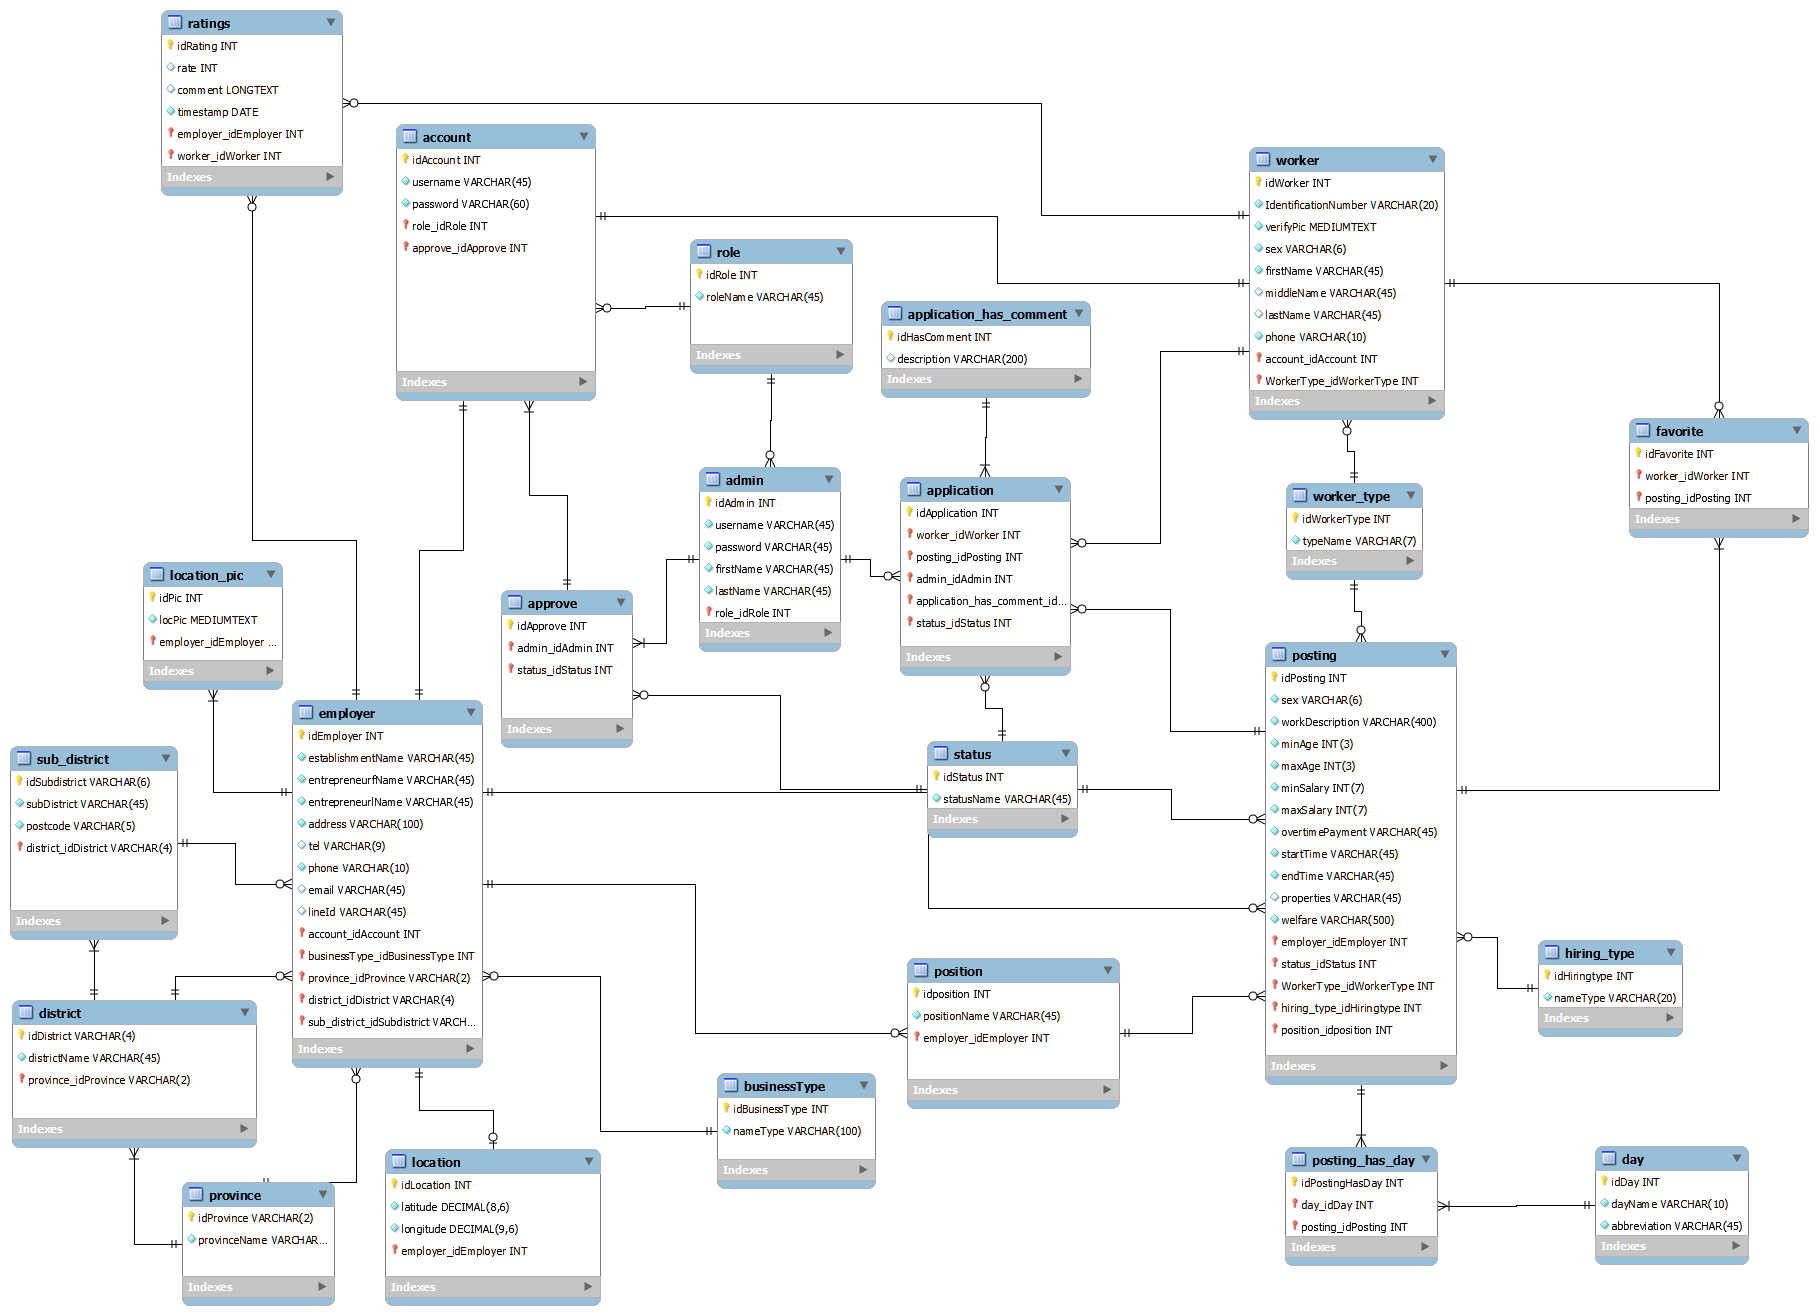 ratings
idRating INT
rate INT
comment LONGTEXT
timestamp DATE
employer_idEmployer INT
worker_idWorker INT
Indexes
account
idAccount INT
username VARCHAR(45)
password VARCHAR(60)
role_idRole INT
approve_idApprove INT
Indexes
role
idRole INT
roleName VARCHAR(45)
Indexes
application_has_comment
idHasComment INT
description VARCHAR(200)
Indexes
worker
idWorker INT
IdentificationNumber VARCHAR(20)
verifyPic MEDIUMTEXT
sex VARCHAR(6)
firstName VARCHAR(45)
middleName VARCHAR(45)
lastName VARCHAR(45)
phone VARCHAR(10)
account_idAccount INT
WorkerType_idWorkerType INT
Indexes
favorite
idFavorite INT
worker_idWorker INT
posting_idPosting INT
Indexes
admin
idAdmin INT
username VARCHAR(45)
password VARCHAR(45)
firstName VARCHAR(45)
lastName VARCHAR(45)
role_idRole INT
Indexes
application
idApplication INT
worker_idWorker INT
posting_idPosting INT
admin_idAdmin INT
application_has_comment_id...
status_idStatus INT
Indexes
worker_type
idWorkerType INT
typeName VARCHAR(7)
Indexes
location_pic
idPic INT
locPic MEDIUMTEXT
employer_idEmployer ...
Indexes
approve
idApprove INT
admin_idAdmin INT
status_idStatus INT
Indexes
employer
idEmployer INT
establishmentName VARCHAR(45)
entrepreneurfName VARCHAR(45)
entrepreneurlName VARCHAR(45)
address VARCHAR(100)
tel VARCHAR(9)
phone VARCHAR(10)
email VARCHAR(45)
lineId VARCHAR(45)
account_idAccount INT
businessType_idBusinessType INT
province_idProvince VARCHAR(2)
district_idDistrict VARCHAR(4)
sub_district_idSubdistrict VARCH...
Indexes
sub_district
idSubdistrict VARCHAR(6)
subDistrict VARCHAR(45)
postcode VARCHAR(5)
district_idDistrict VARCHAR(4)
Indexes
status
idStatus INT
statusName VARCHAR(45)
Indexes
posting
idPosting INT
sex VARCHAR(6)
workDescription VARCHAR(400)
minAge INT(3)
maxAge INT(3)
minSalary INT(7)
maxSalary INT(7)
overtimePayment VARCHAR(45)
startTime VARCHAR(45)
endTime VARCHAR(45)
properties VARCHAR(45)
welfare VARCHAR(500)
employer_idEmployer INT
status_idStatus INT
WorkerType_idWorkerType INT
hiring_type_idHiringtype INT
position_idposition INT
Indexes
hiring_type
idHiringtype INT
nameType VARCHAR(20)
Indexes
position
idposition INT
positionName VARCHAR(45)
employer_idEmployer INT
Indexes
district
idDistrict VARCHAR(4)
districtName VARCHAR(45)
province_idProvince VARCHAR(2)
Indexes
businessType
idBusinessType INT
nameType VARCHAR(100)
Indexes
province
idProvince VARCHAR(2)
provinceName VARCHAR...
Indexes
location
idLocation INT
latitude DECIMAL(8,6)
longitude DECIMAL(9,6)
employer_idEmployer INT
Indexes
posting_has_day
idPostingHasDay INT
day_idDay INT
posting_idPosting INT
Indexes
day
idDay INT
dayName VARCHAR(10)
abbreviation VARCHAR(45)
Indexes